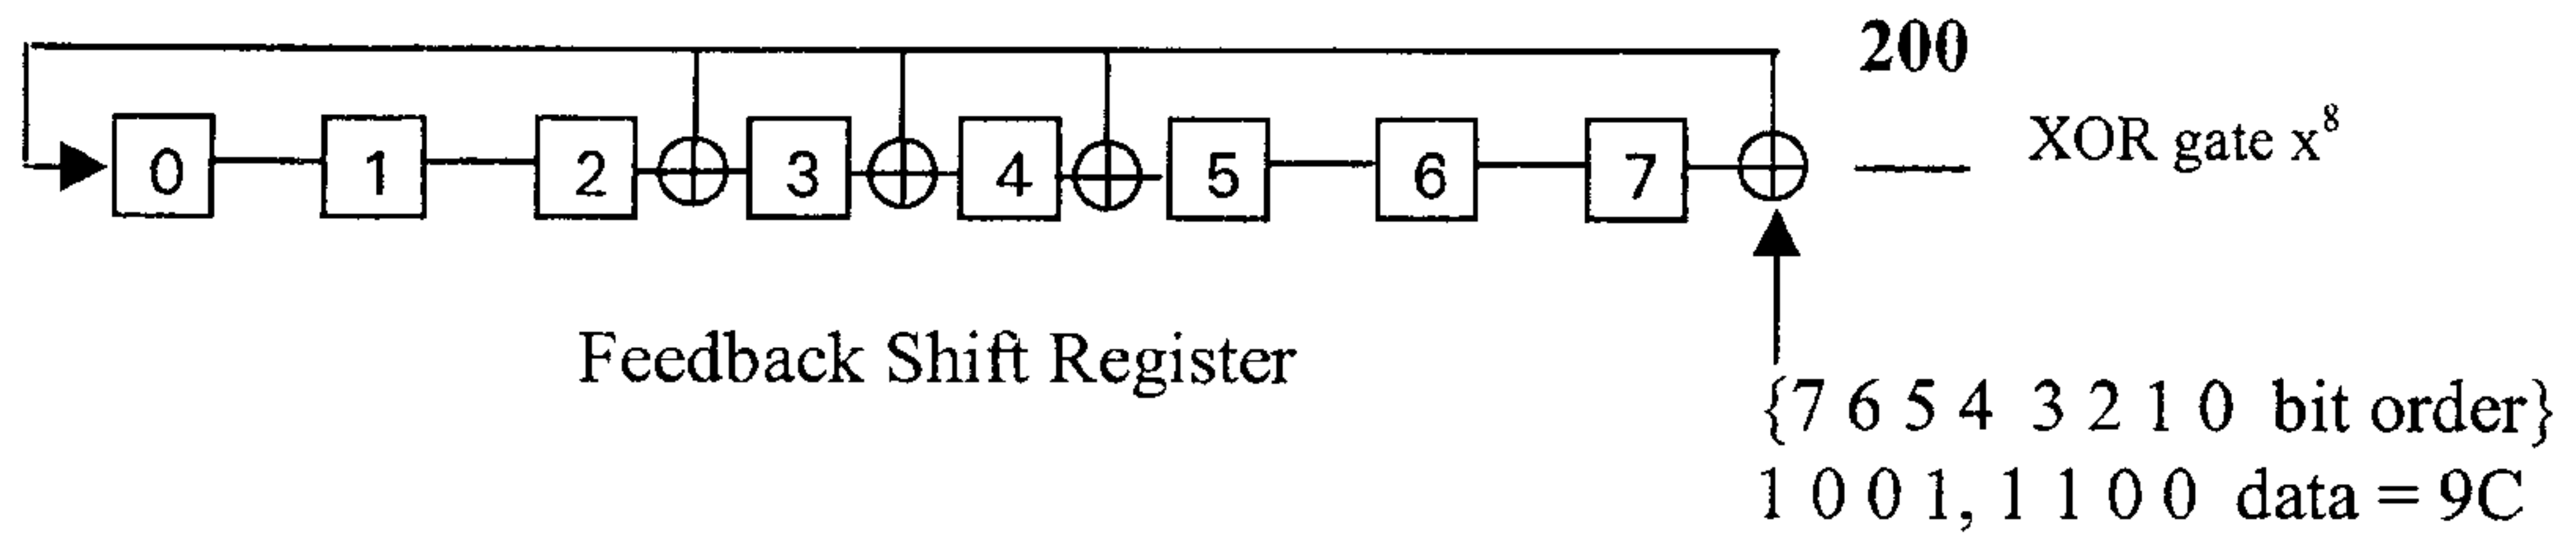 200
XOR gate x⁸
0 1 2 3 4 5 6 7
Feedback Shift Register
{7 6 5 4 3 2 1 0 bit order}
1 0 0 1, 1 1 0 0 data = 9C